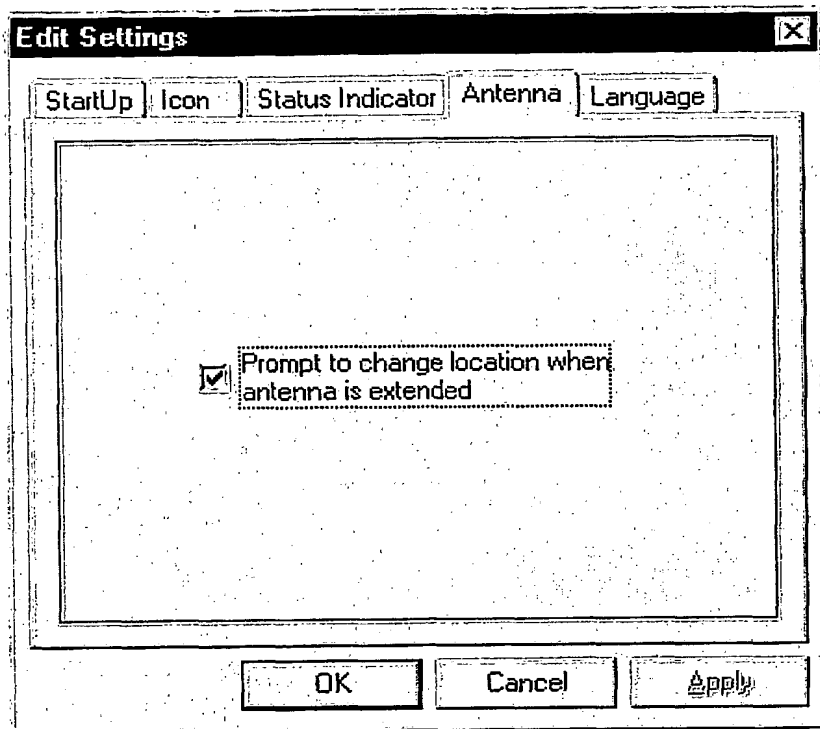 Edit Settings
StartUp Icon Status Indicator Antenna Language
Prompt to change location when
antenna is extended
OK Cancel Apply